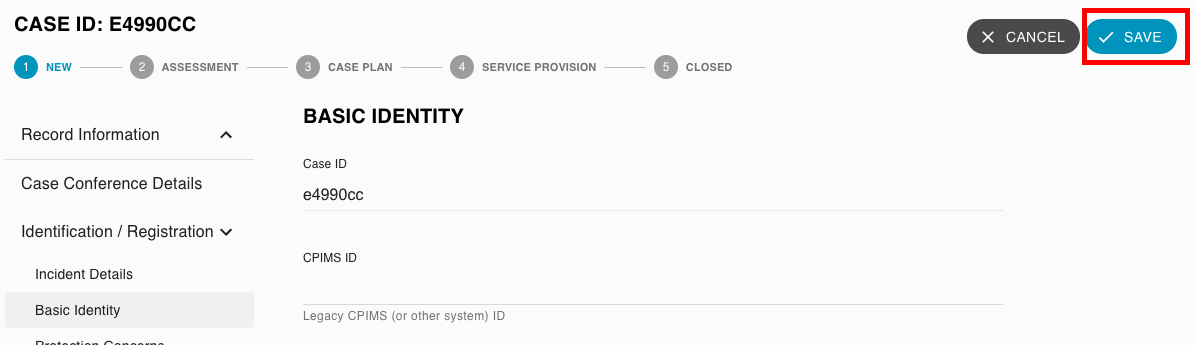 CASE ID: E4990CC
CANCEL
SAVE
1 NEW 2 ASSESSMENT 3 CASE PLAN 4 SERVICE PROVISION 5 CLOSED
Record Information
Case Conference Details
Identification / Registration
Incident Details
Basic Identity
Protection Concerns
BASIC IDENTITY
Case ID
e4990cc
CPIMS ID
Legacy CPIMS (or other system) ID